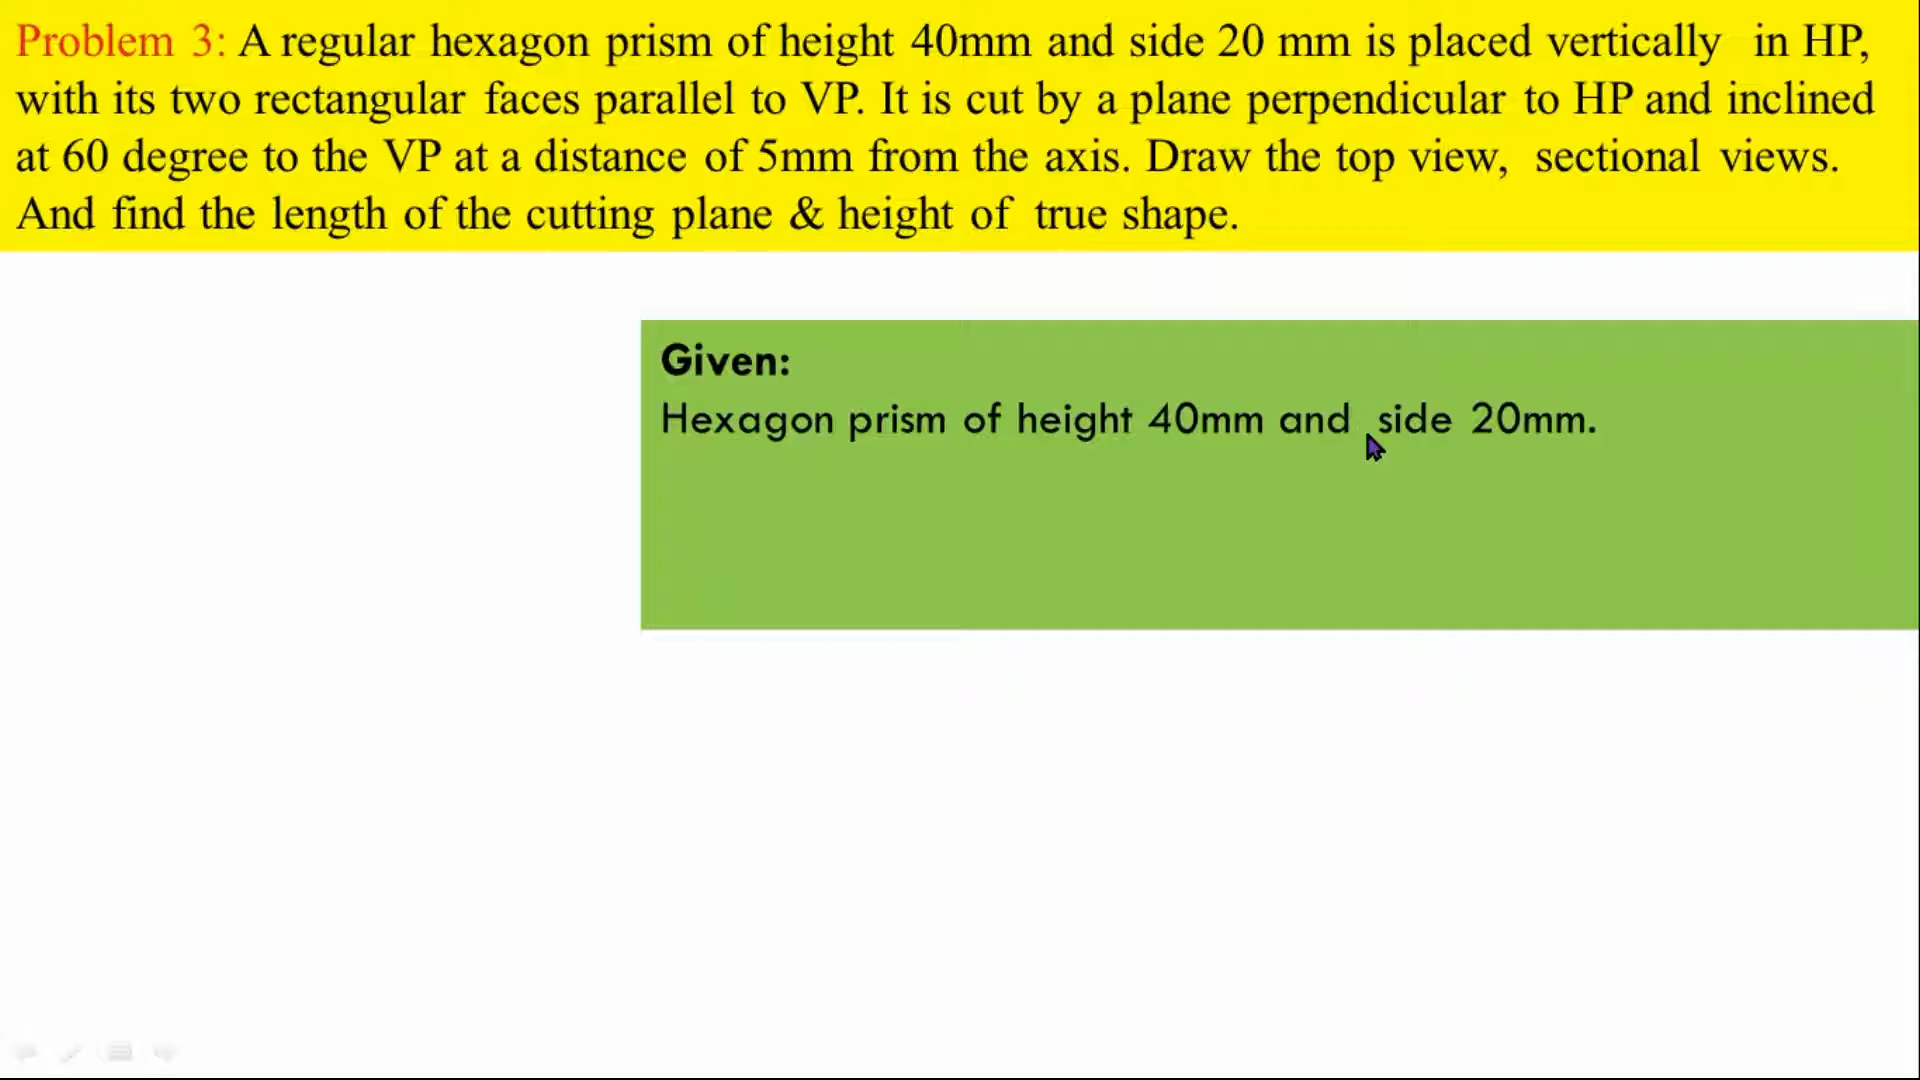 Problem 3: A regular hexagon prism of height 40mm and side 20 mm is placed vertically in HP,
with its two rectangular faces parallel to VP. It is cut by a plane perpendicular to HP and inclined
at 60 degree to the VP at a distance of 5mm from the axis. Draw the top view, sectional views.
And find the length of the cutting plane & height of true shape.
Given:
Hexagon prism of height 40mm and side 20mm.